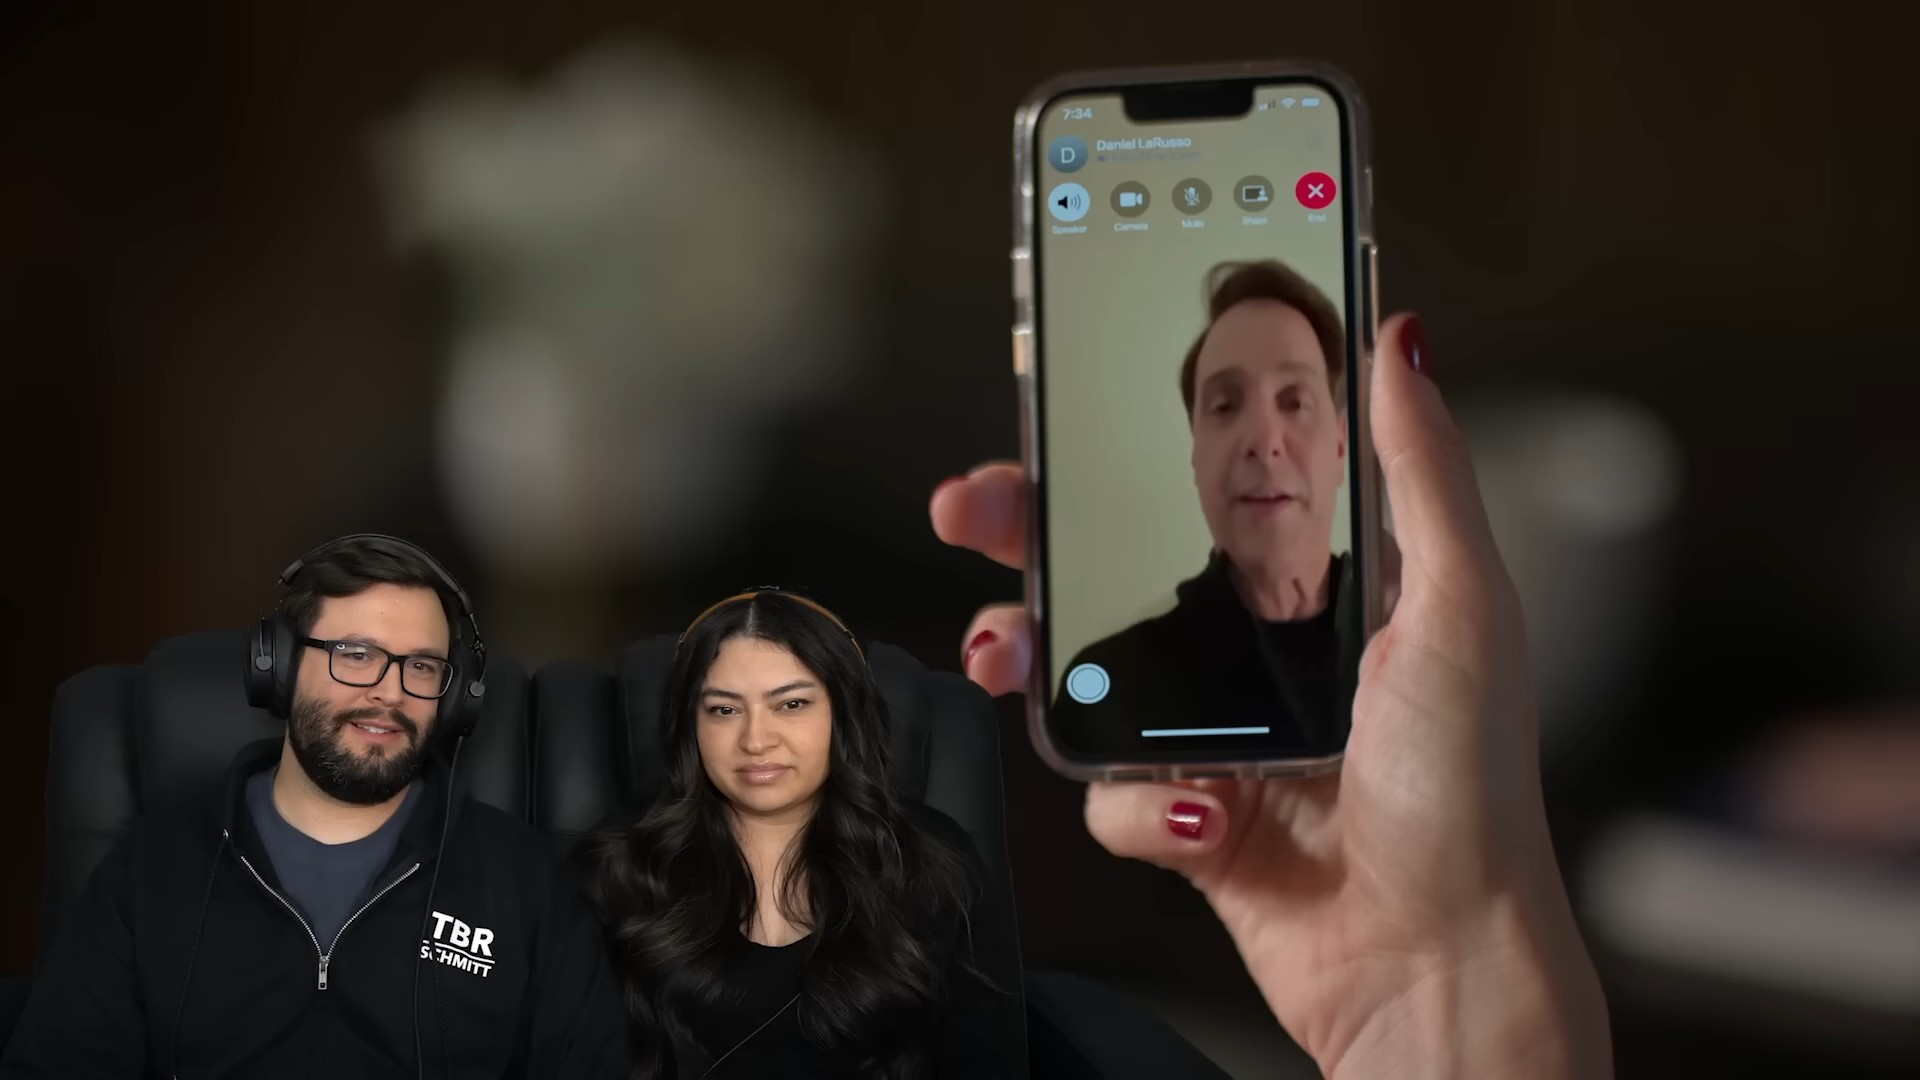 7:34
D
Daniel LaRusso
Speaker
Camera
Mute
Share
End
TBR
SCHMITT